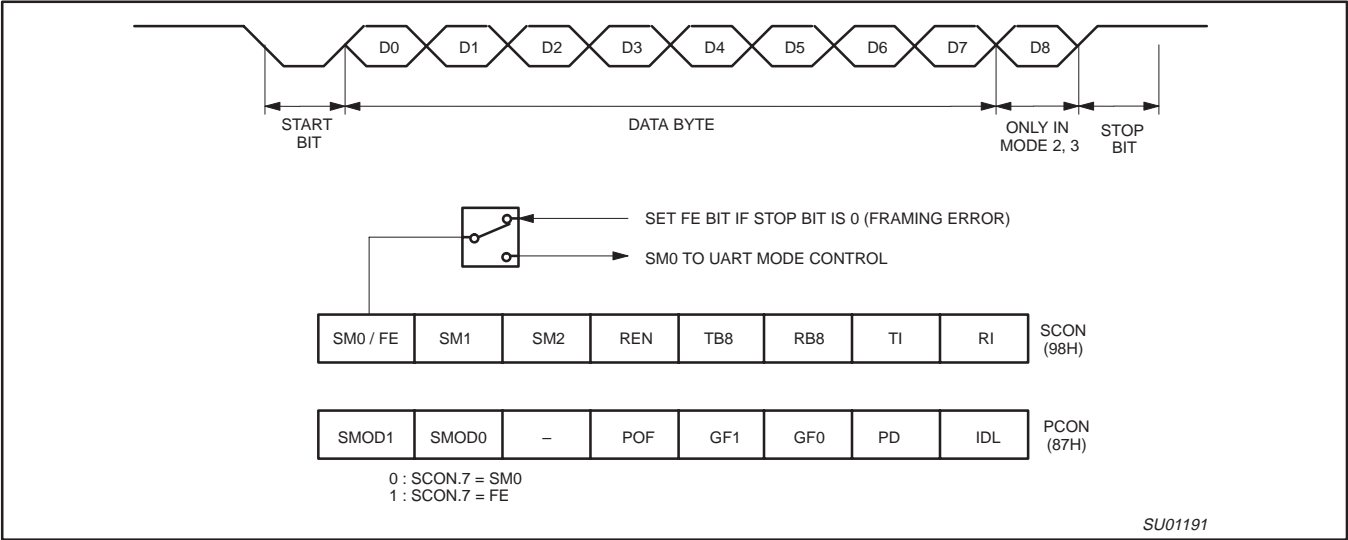 D0 D1 D2 D3 D4 D5 D6 D7 D8
START
BIT
DATA BYTE
ONLY IN
MODE 2, 3
STOP
BIT
SET FE BIT IF STOP BIT IS 0 (FRAMING ERROR)
SM0 TO UART MODE CONTROL
SM0 / FE SM1 SM2 REN TB8 RB8 TI RI
SCON
(98H)
SMOD1 SMOD0 – POF GF1 GF0 PD IDL
PCON
(87H)
0 : SCON.7 = SM0
1 : SCON.7 = FE
SU01191